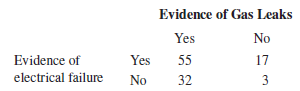 Evidence of Gas Leaks
Yes No
Evidence of Yes 55 17
electrical failure No 32 3